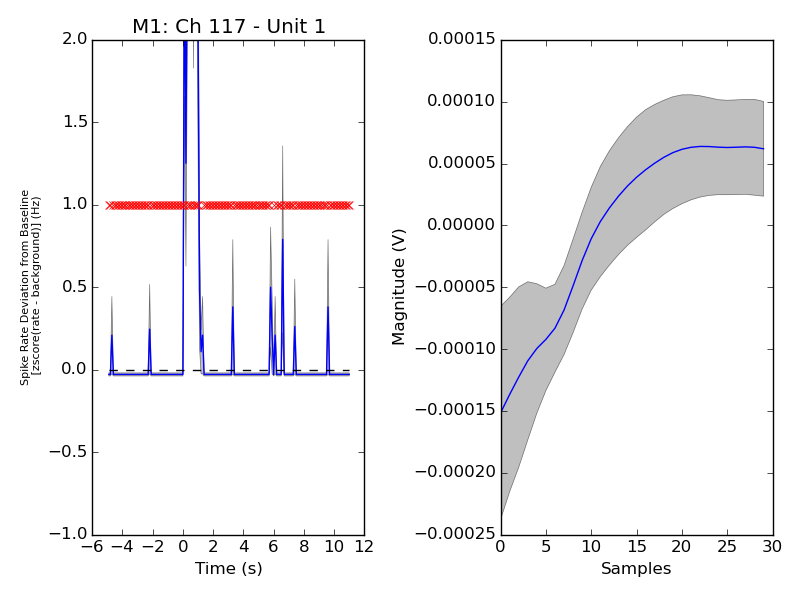 M1: Ch 117 - Unit 1
2.0
1.5
1.0
0.5
0.0
−0.5
−1.0
−6 −4 −2 0 2 4 6 8 10 12
Time (s)
Spike Rate Deviation from Baseline
[zscore(rate - background)] (Hz)
0.00015
0.00010
0.00005
0.00000
−0.00005
−0.00010
−0.00015
−0.00020
−0.00025
0 5 10 15 20 25 30
Samples
Magnitude (V)